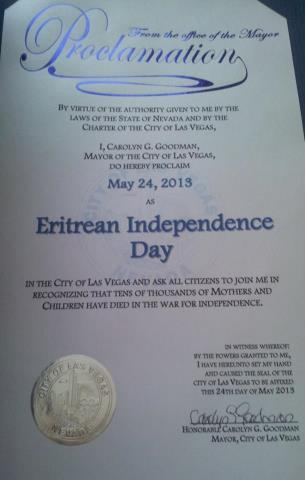 From the office of the Mayor
Proclamation
BY VIRTUE OF THE AUTHORITY GIVEN TO ME BY THE
LAWS OF THE STATE OF NEVADA AND BY THE
CHARTER OF THE CITY OF LAS VEGAS,
I, CAROLYN G. GOODMAN,
MAYOR OF THE CITY OF LAS VEGAS,
DO HEREBY PROCLAIM
May 24, 2013
AS
Eritrean Independence
Day
IN THE CITY OF LAS VEGAS AND ASK ALL CITIZENS TO JOIN ME IN
RECOGNIZING THAT TENS OF THOUSANDS OF MOTHERS AND
CHILDREN HAVE DIED IN THE WAR FOR INDEPENDENCE.
IN WITNESS WHEREOF:
BY THE POWERS GRANTED TO ME,
I HAVE HEREUNTO SET MY HAND
AND CAUSED THE SEAL OF THE
CITY OF LAS VEGAS TO BE AFFIXED
THIS 24TH DAY OF MAY 2013
CITY OF LAS VEGAS
NEVADA
Carolyn G. Goodman
HONORABLE CAROLYN G. GOODMAN
MAYOR, CITY OF LAS VEGAS